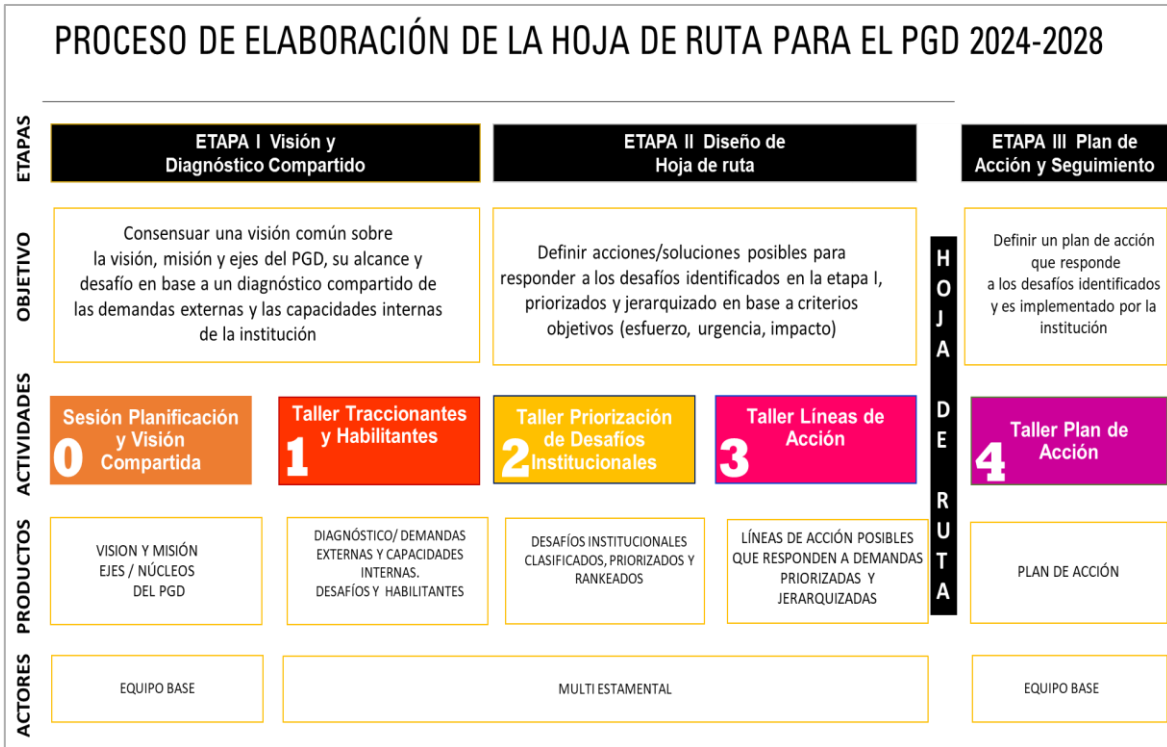 PROCESO DE ELABORACIÓN DE LA HOJA DE RUTA PARA EL PGD 2024-2028
ETAPAS
ETAPA I Visión y
Diagnóstico Compartido
ETAPA II Diseño de
Hoja de ruta
ETAPA III Plan de
Acción y Seguimiento
OBJETIVO
Consensuar una visión común sobre
la visión, misión y ejes del PGD, su alcance y
desafío en base a un diagnóstico compartido de
las demandas externas y las capacidades internas
de la institución
Definir acciones/soluciones posibles para
responder a los desafíos identificados en la etapa I,
priorizados y jerarquizado en base a criterios
objetivos (esfuerzo, urgencia, impacto)
HOJA DE RUTA
Definir un plan de acción
que responde
a los desafíos identificados
y es implementado por la
institución
ACTIVIDADES
0
Sesión Planificación
y Visión
Compartida
1
Taller Traccionantes
y Habilitantes
2
Taller Priorización
de Desafíos
Institucionales
3
Taller Líneas de
Acción
4
Taller Plan de
Acción
PRODUCTOS
VISION Y MISIÓN
EJES / NÚCLEOS
DEL PGD
DIAGNÓSTICO/ DEMANDAS
EXTERNAS Y CAPACIDADES
INTERNAS.
DESAFÍOS Y HABILITANTES
DESAFÍOS INSTITUCIONALES
CLASIFICADOS, PRIORIZADOS Y
RANKEADOS
LÍNEAS DE ACCIÓN POSIBLES
QUE RESPONDEN A DEMANDAS
PRIORIZADAS Y
JERARQUIZADAS
PLAN DE ACCIÓN
ACTORES
EQUIPO BASE
MULTI ESTAMENTAL
EQUIPO BASE